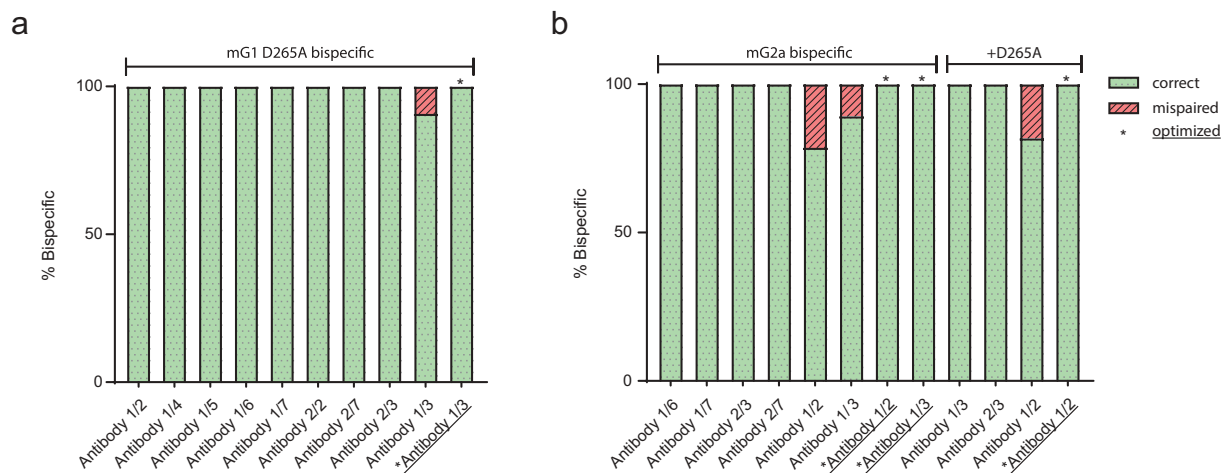 a
mG1 D265A bispecific
*
100
50
0
% Bispecific
Antibody 1/2
Antibody 1/4
Antibody 1/5
Antibody 1/6
Antibody 1/7
Antibody 2/2
Antibody 2/7
Antibody 2/3
Antibody 1/3
*Antibody 1/3
b
mG2a bispecific
+D265A
* * *
100
50
0
% Bispecific
Antibody 1/6
Antibody 1/7
Antibody 2/3
Antibody 2/7
Antibody 1/2
Antibody 1/3
*Antibody 1/2
*Antibody 1/3
Antibody 1/3
Antibody 2/3
Antibody 1/2
*Antibody 1/2
correct
mispaired
* optimized